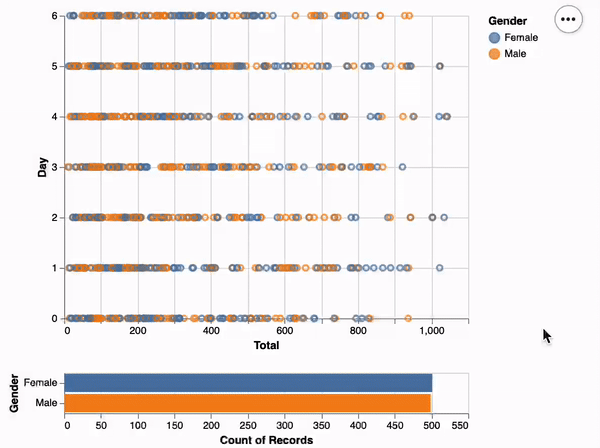 Gender
Female
Male
Day
6
5
4
3
2
1
0
0 200 400 600 800 1,000
Total
Gender
Female
Male
0 50 100 150 200 250 300 350 400 450 500 550
Count of Records